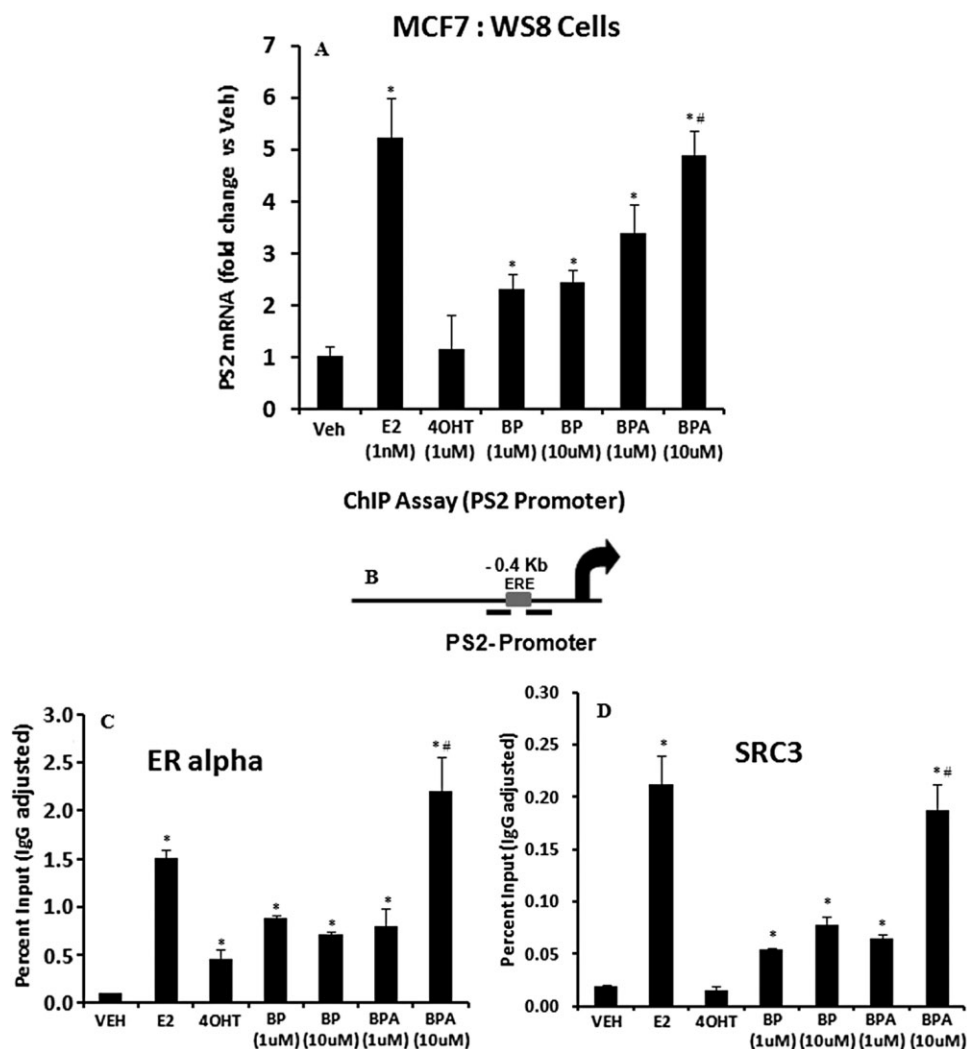 MCF7 : WS8 Cells
A
PS2 mRNA (fold change vs Veh)
7
6
5
4
3
2
1
0
* * * * *#
Veh E2 4OHT BP BP BPA BPA
(1nM) (1uM) (1uM) (10uM) (1uM) (10uM)
ChIP Assay (PS2 Promoter)
B
- 0.4 Kb
ERE
PS2- Promoter
C
ER alpha
Percent Input (IgG adjusted)
3.0
2.5
2.0
1.5
1.0
0.5
0.0
* * * * * *#
VEH E2 4OHT BP BP BPA BPA
(1uM) (10uM) (1uM) (10uM)
D
SRC3
Percent Input (IgG adjusted)
0.30
0.25
0.20
0.15
0.10
0.05
0.00
* * * * *#
VEH E2 4OHT BP BP BPA BPA
(1uM) (10uM) (1uM) (10uM)